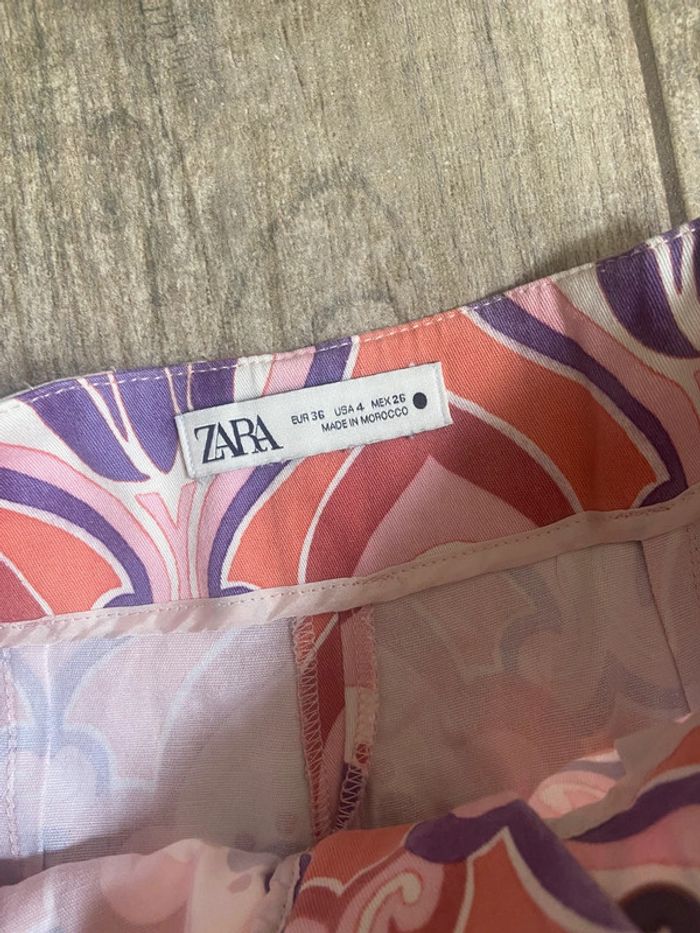 ZARA
EUR 36 USA 4 MEX 26
MADE IN MOROCCO